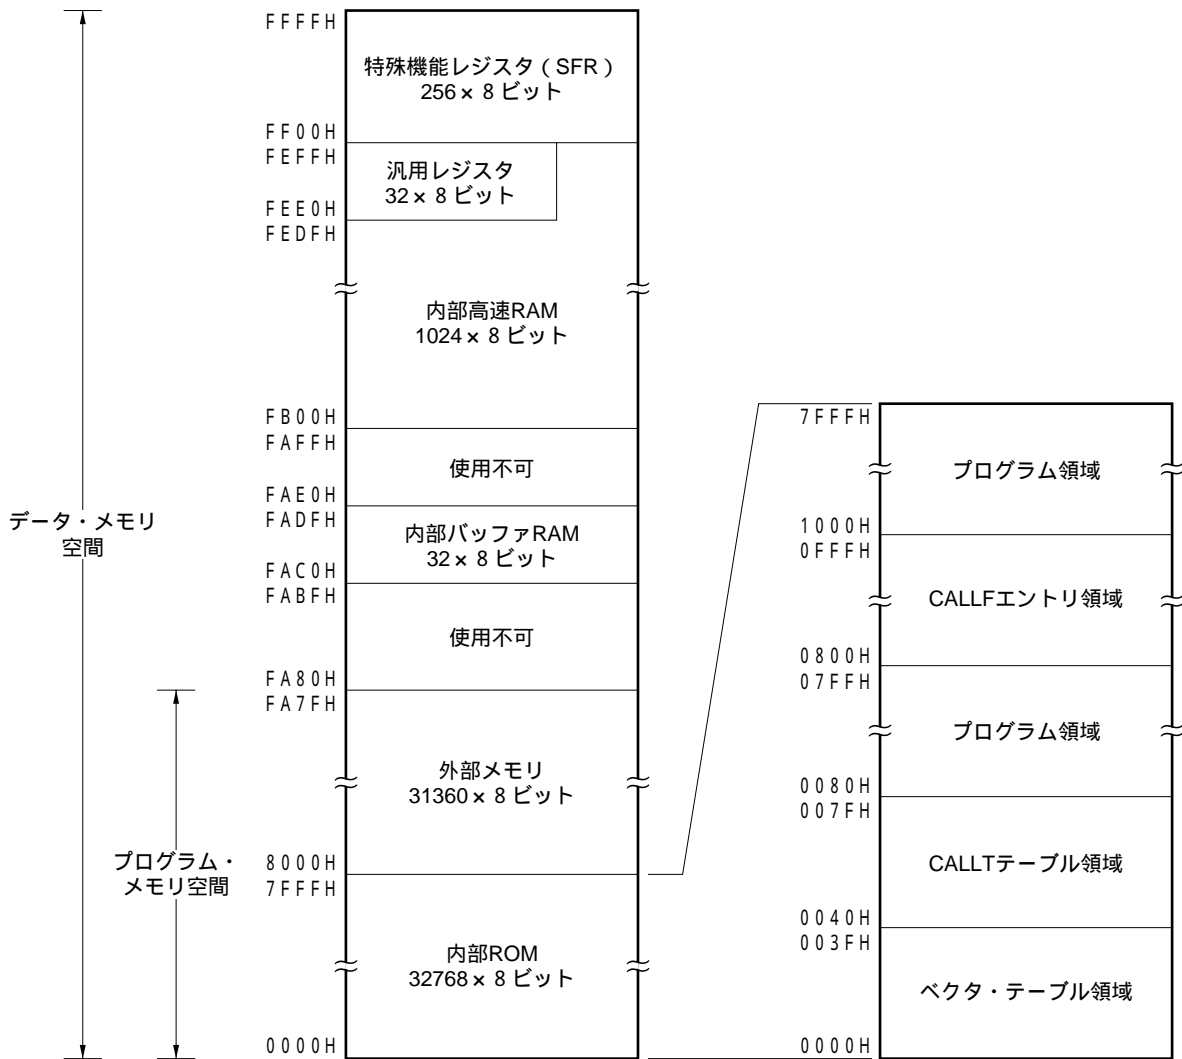 FFFFH
特殊機能レジスタ（SFR）
256×8ビット
FF00H
FEFFH
汎用レジスタ
32×8ビット
FEE0H
FEDFH
内部高速RAM
1024×8ビット
FB00H
FAFFH
使用不可
FAE0H
FADFH
内部バッファRAM
32×8ビット
FAC0H
FABFH
使用不可
FA80H
FA7FH
外部メモリ
31360×8ビット
8000H
7FFFH
内部ROM
32768×8ビット
0000H
データ・メモリ
空間
プログラム・
メモリ空間
7FFFH
プログラム領域
1000H
0FFFH
CALLFエントリ領域
0800H
07FFH
プログラム領域
0080H
007FH
CALLTテーブル領域
0040H
003FH
ベクタ・テーブル領域
0000H